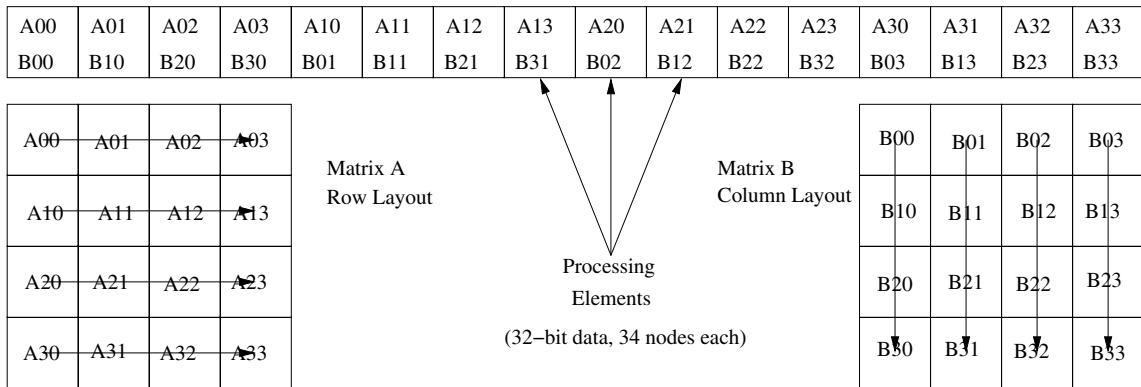 A00 A01 A02 A03 A10 A11 A12 A13 A20 A21 A22 A23 A30 A31 A32 A33
B00 B10 B20 B30 B01 B11 B21 B31 B02 B12 B22 B32 B03 B13 B23 B33
A00 A01 A02 A03
A10 A11 A12 A13
A20 A21 A22 A23
A30 A31 A32 A33
Matrix A
Row Layout
Processing
Elements
(32−bit data, 34 nodes each)
Matrix B
Column Layout
B00 B01 B02 B03
B10 B11 B12 B13
B20 B21 B22 B23
B30 B31 B32 B33